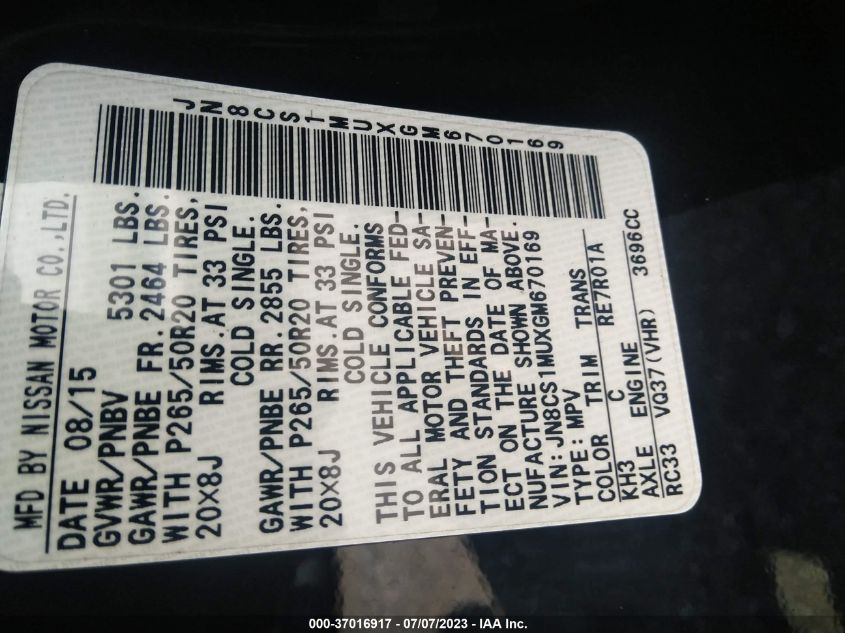 MFD BY NISSAN MOTOR CO.,LTD.
JN8CS1MUXGM670169
DATE 08/15
GVWR/PNBV 5301 LBS.
GAWR/PNBE FR. 2464 LBS.
WITH P265/50R20 TIRES,
20X8J RIMS.AT 33 PSI
COLD SINGLE.
GAWR/PNBE RR. 2855 LBS.
WITH P265/50R20 TIRES,
20X8J RIMS.AT 33 PSI
COLD SINGLE.
THIS VEHICLE CONFORMS
TO ALL APPLICABLE FED-
ERAL MOTOR VEHICLE SA-
FETY AND THEFT PREVEN-
TION STANDARDS IN EFF-
ECT ON THE DATE OF MA-
NUFACTURE SHOWN ABOVE.
VIN: JN8CS1MUXGM670169
TYPE: MPV
COLOR TRIM TRANS
KH3 C RE7R01A
AXLE ENGINE
RC33 VQ37(VHR) 3696CC
000-37016917 - 07/07/2023 - IAA Inc.